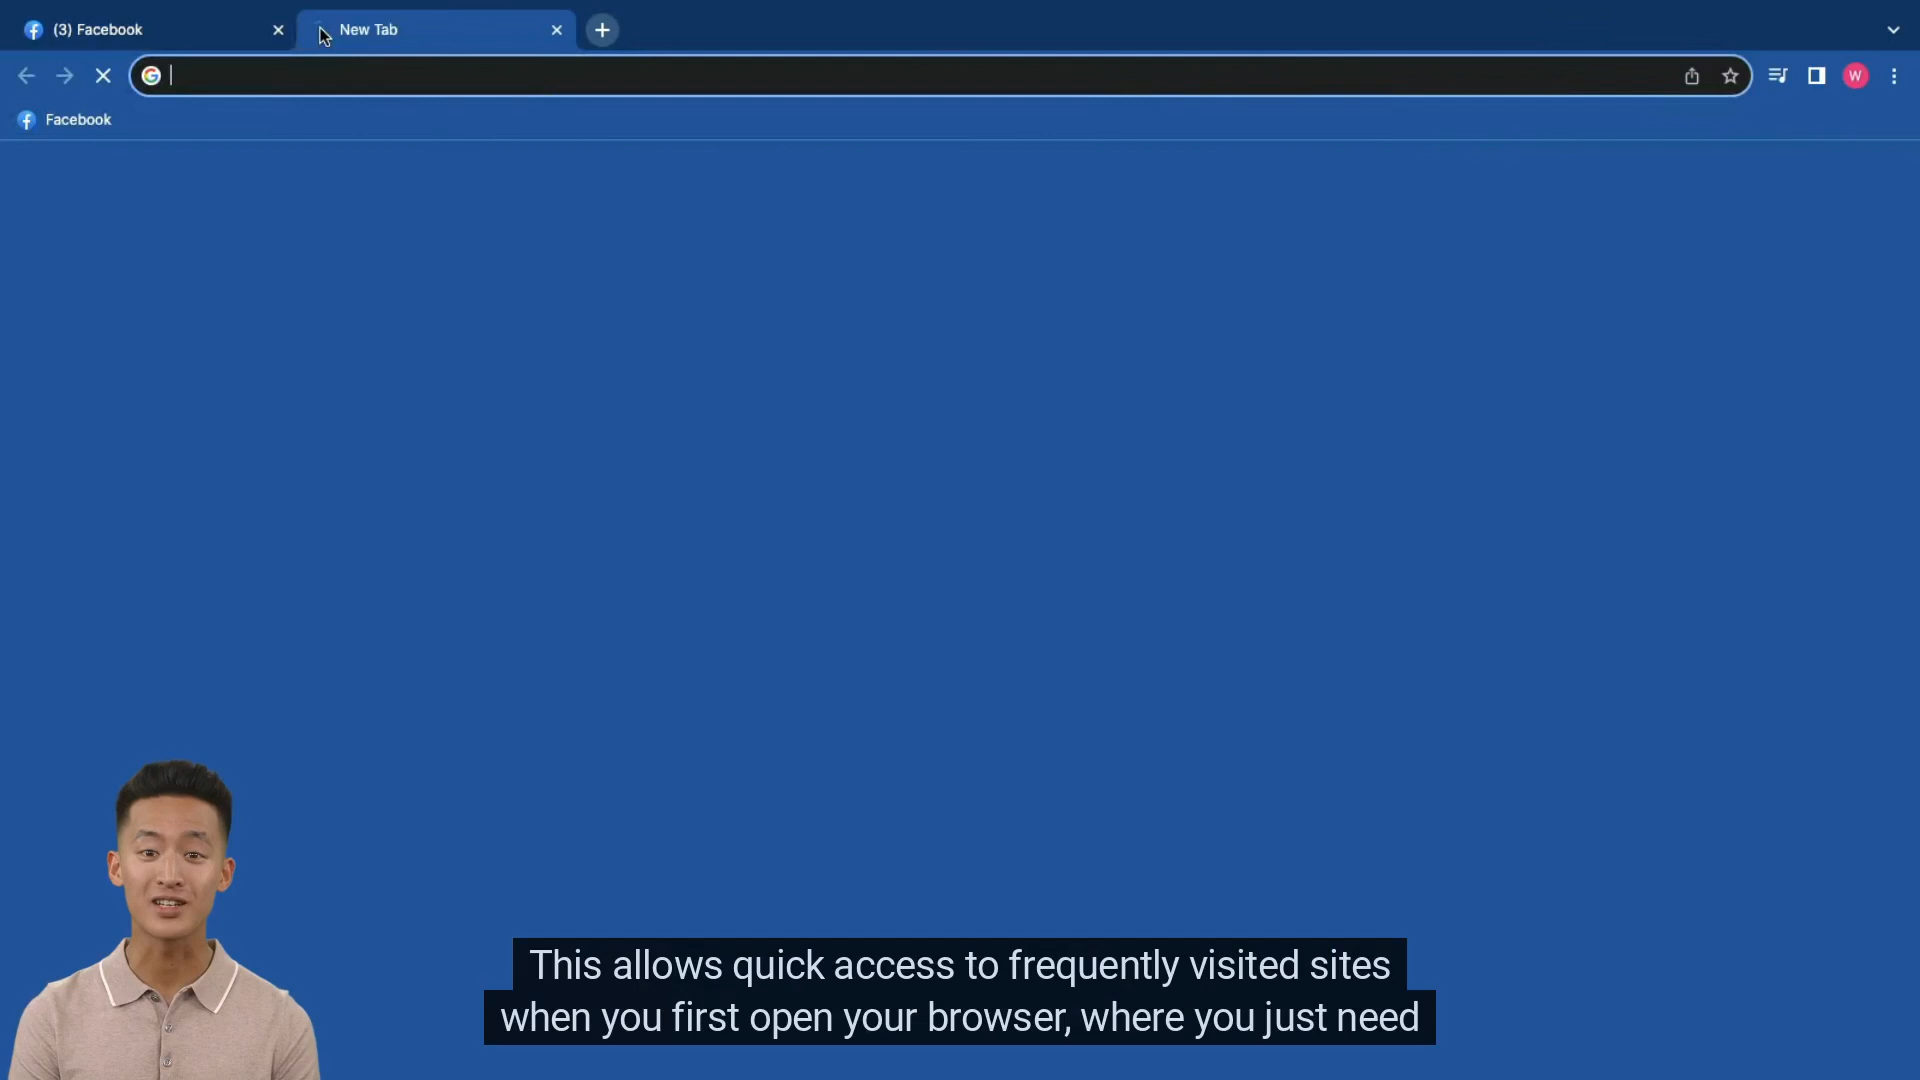 (3) Facebook
New Tab
W
Facebook
This allows quick access to frequently visited sites
when you first open your browser, where you just need